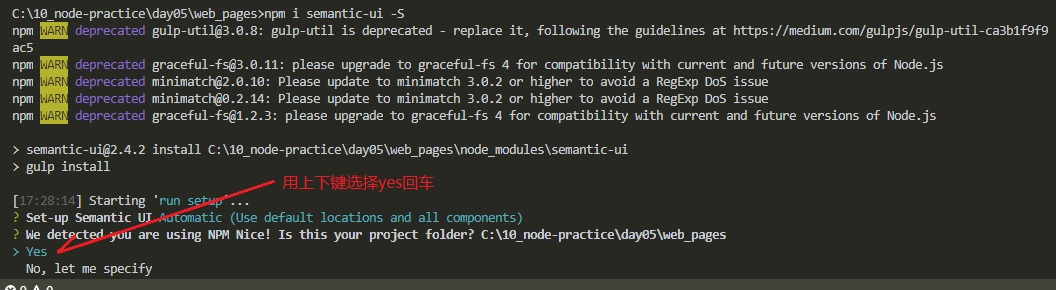 C:\10_node-practice\day05\web_pages>npm i semantic-ui -S
npm WARN deprecated gulp-util@3.0.8: gulp-util is deprecated - replace it, following the guidelines at https://medium.com/gulpjs/gulp-util-ca3b1f9f9
ac5
npm WARN deprecated graceful-fs@3.0.11: please upgrade to graceful-fs 4 for compatibility with current and future versions of Node.js
npm WARN deprecated minimatch@2.0.10: Please update to minimatch 3.0.2 or higher to avoid a RegExp DoS issue
npm WARN deprecated minimatch@0.2.14: Please update to minimatch 3.0.2 or higher to avoid a RegExp DoS issue
npm WARN deprecated graceful-fs@1.2.3: please upgrade to graceful-fs 4 for compatibility with current and future versions of Node.js
> semantic-ui@2.4.2 install C:\10_node-practice\day05\web_pages\node_modules\semantic-ui
> gulp install
用上下键选择yes回车
[17:28:14] Starting 'run setup'...
? Set-up Semantic UI Automatic (Use default locations and all components)
? We detected you are using NPM Nice! Is this your project folder? C:\10_node-practice\day05\web_pages
> Yes
No, let me specify